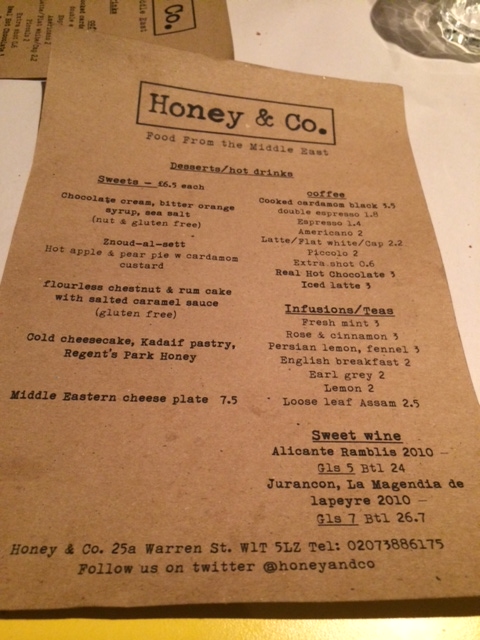 Honey & Co.
Food From the Middle East
Desserts/hot drinks
Sweets - £6.5 each
Chocolate cream, bitter orange
syrup, sea salt
(nut & gluten free)
Znoud-al-sett
Hot apple & pear pie w cardamom
custard
flourless chestnut & rum cake
with salted caramel sauce
(gluten free)
Cold cheesecake, Kadaif pastry,
Regent's Park Honey
Middle Eastern cheese plate 7.5
coffee
Cooked cardamom black 3.5
double espresso 1.8
Espresso 1.4
Americano 2
Latte/Flat white/Cap 2.2
Piccolo 2
Extra shot 0.6
Real Hot Chocolate 3
Iced latte 3
Infusions/Teas
Fresh mint 3
Rose & cinnamon 3
Persian lemon, fennel 3
English breakfast 2
Earl grey 2
Lemon 2
Loose leaf Assam 2.5
Sweet wine
Alicante Ramblis 2010 -
Gls 5 Btl 24
Jurancon, La Magendia de
lapeyre 2010 -
Gls 7 Btl 26.7
Honey & Co. 25a Warren St. W1T 5LZ Tel: 02073886175
Follow us on twitter @honeyandco
Co.